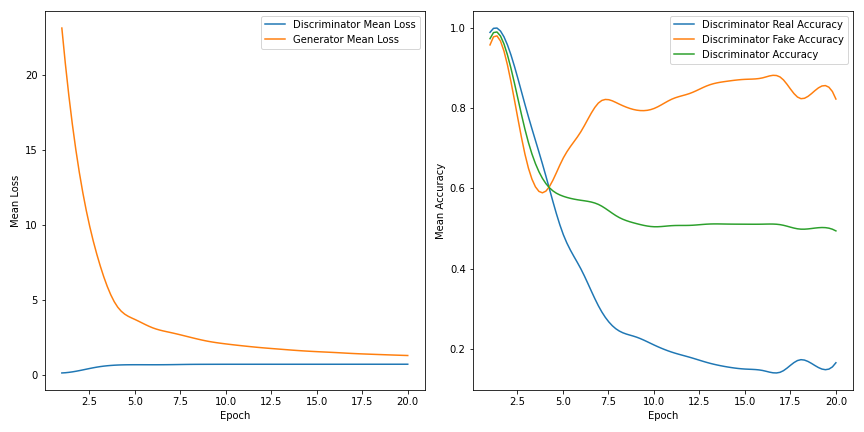 Discriminator Mean Loss
Generator Mean Loss
20
15
10
5
0
Mean Loss
2.5 5.0 7.5 10.0 12.5 15.0 17.5 20.0
Epoch
Discriminator Real Accuracy
Discriminator Fake Accuracy
Discriminator Accuracy
1.0
0.8
0.6
0.4
0.2
Mean Accuracy
2.5 5.0 7.5 10.0 12.5 15.0 17.5 20.0
Epoch